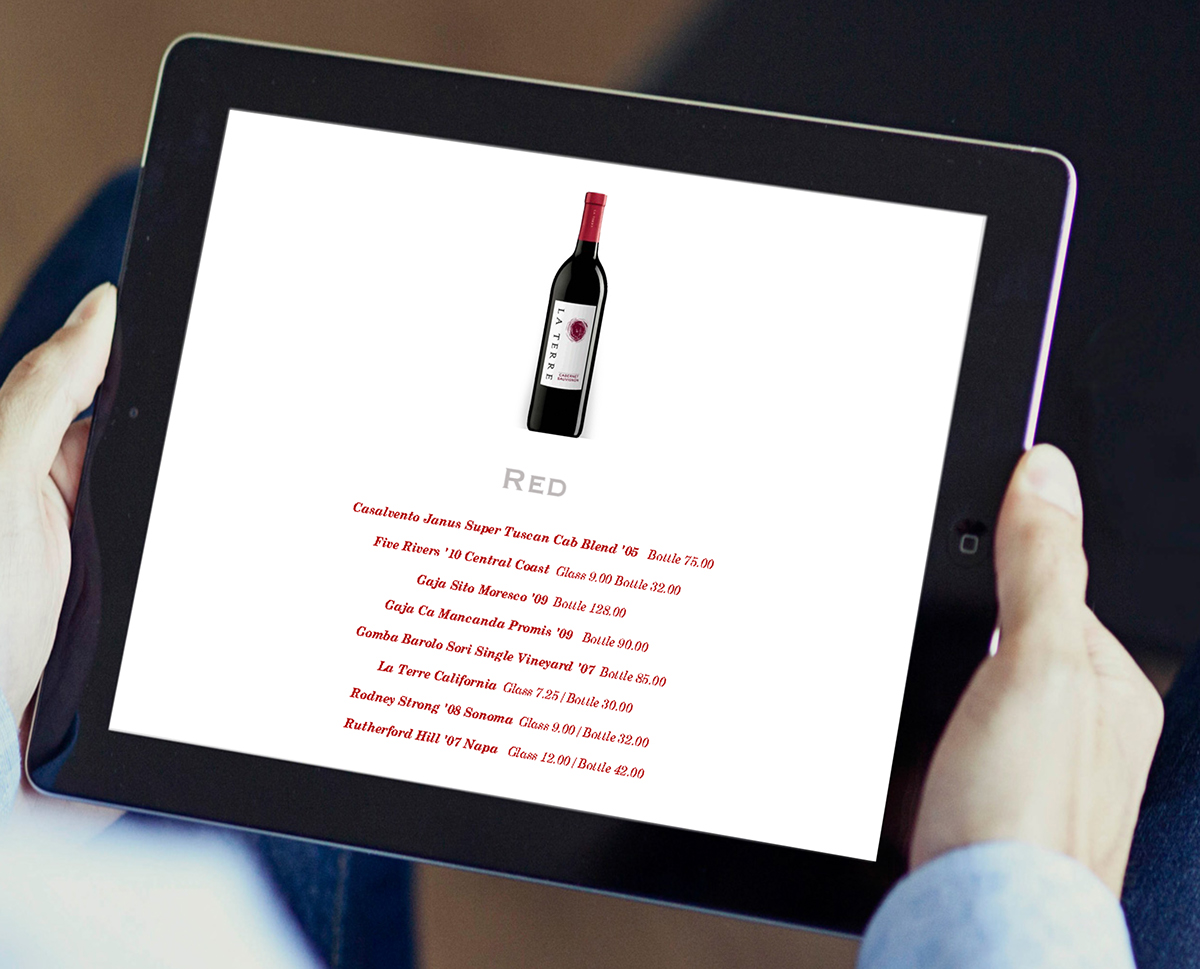 LA TERRE
CABERNET
SAUVIGNON
RED
Casalvento Janus Super Tuscan Cab Blend '05 Bottle 75.00
Five Rivers '10 Central Coast Glass 9.00 Bottle 32.00
Gaja Sito Moresco '09 Bottle 128.00
Gaja Ca Mancanda Promis '09 Bottle 90.00
Gomba Barolo Sori Single Vineyard '07 Bottle 85.00
La Terre California Glass 7.25 / Bottle 30.00
Rodney Strong '08 Sonoma Glass 9.00 / Bottle 32.00
Rutherford Hill '07 Napa Glass 12.00 / Bottle 42.00